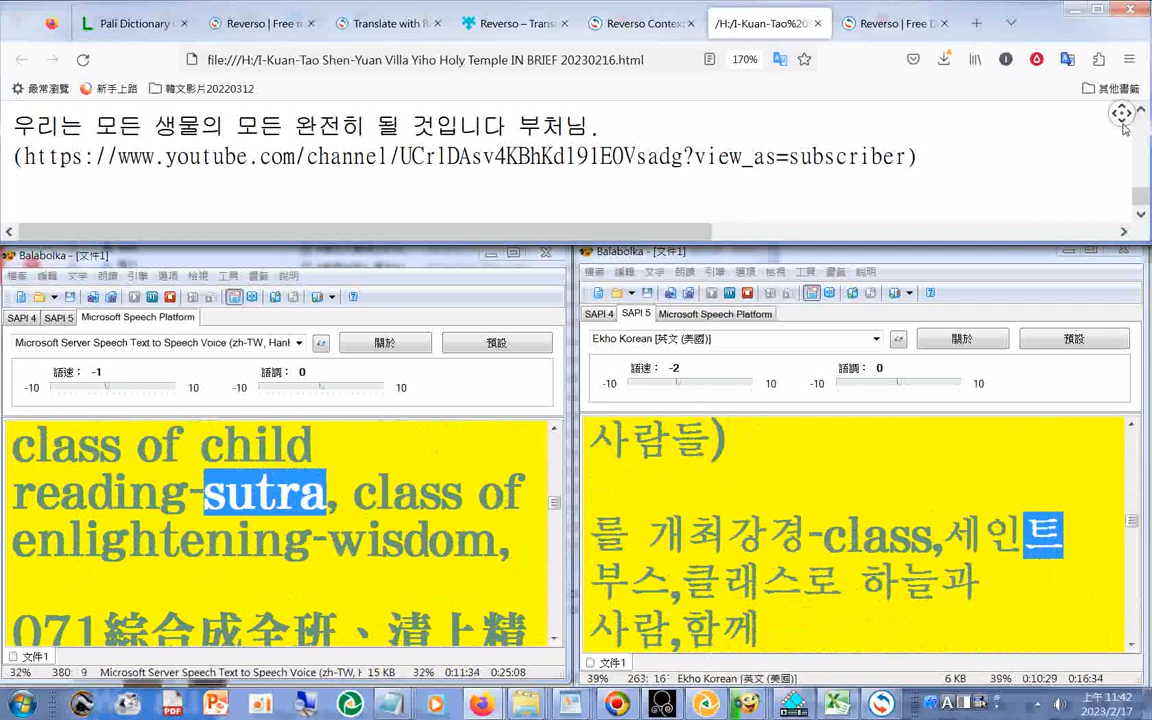 Pali Dictionary
Reverso | Free t
Translate with R
Reverso – Trans
Reverso Contex
/H:/I-Kuan-Tao%20
Reverso | Free D
file:///H:/I-Kuan-Tao Shen-Yuan Villa Yiho Holy Temple IN BRIEF 20230216.html
170%
最常瀏覽 新手上路 韓文影片20220312 其他書籤
우리는 모든 생물의 모든 완전히 될 것입니다 부처님.
(https://www.youtube.com/channel/UCrlDAsv4KBhKdl91E0Vsadg?view_as=subscriber)
Balabolka - [文件1]
檔案 編輯 文字 朗讀 引擎 選項 檢視 工具 書籤 說明
SAPI 4 SAPI 5 Microsoft Speech Platform
Microsoft Server Speech Text to Speech Voice (zh-TW, Hanl
關於 預設
語速: -1 語調: 0
-10 10 -10 10
class of child
reading-sutra, class of
enlightening-wisdom,
071綜合成全班、清上精
文件1
32% 380: 9 Microsoft Server Speech Text to Speech Voice (zh-TW, 15 KB 32% 0:11:34 0:25:08
Balabolka - [文件1]
檔案 編輯 文字 朗讀 引擎 選項 檢視 工具 書籤 說明
SAPI 4 SAPI 5 Microsoft Speech Platform
Ekho Korean [英文 (美國)]
關於 預設
語速: -2 語調: 0
-10 10 -10 10
사람들)
를 개최강경-class,세인트
부스,클래스로 하늘과
사람,함께
文件1
39% 263: 16 Ekho Korean [英文 (美國)] 6 KB 39% 0:10:29 0:16:34
上午 11:42
2023/2/17